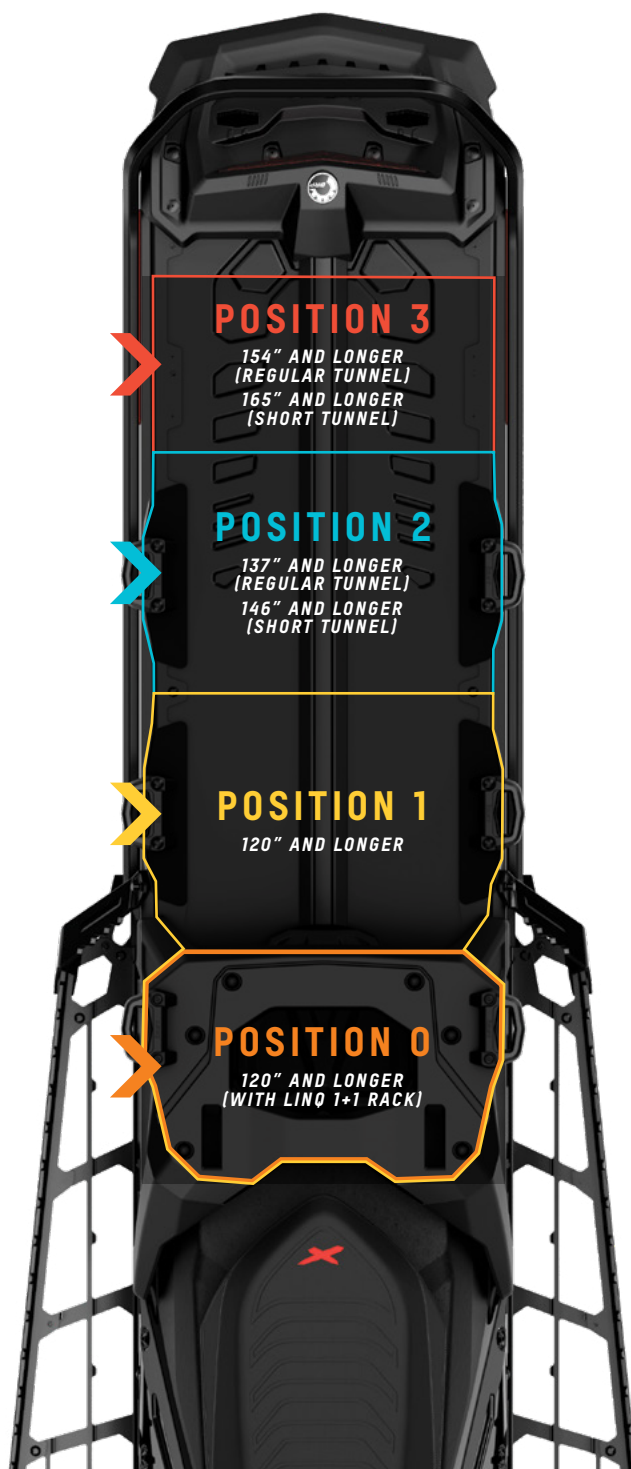 POSITION 3
154" AND LONGER
(REGULAR TUNNEL)
165" AND LONGER
(SHORT TUNNEL)
POSITION 2
137" AND LONGER
(REGULAR TUNNEL)
146" AND LONGER
(SHORT TUNNEL)
POSITION 1
120" AND LONGER
POSITION 0
120" AND LONGER
(WITH LINQ 1+1 RACK)